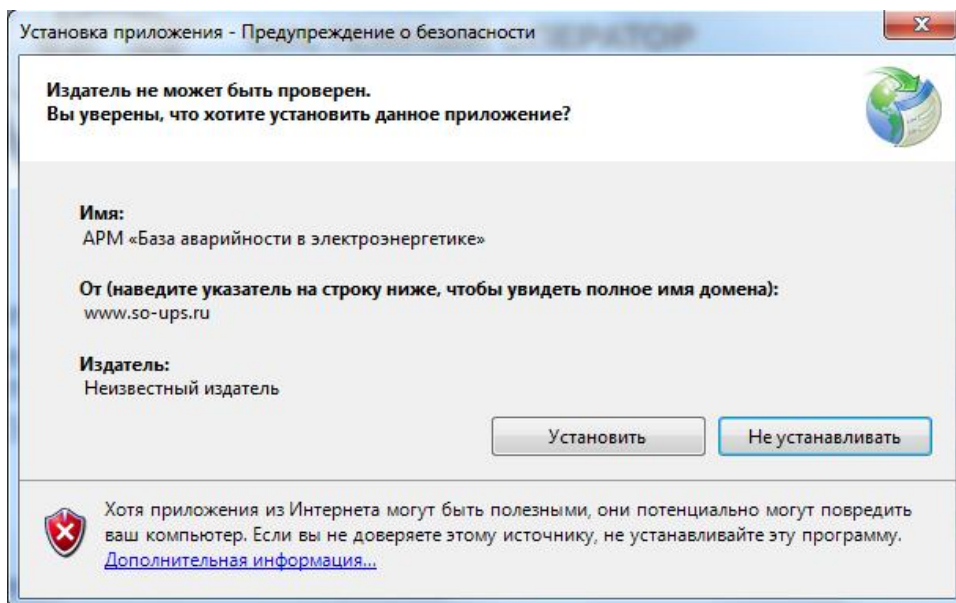 Установка приложения - Предупреждение о безопасности
Издатель не может быть проверен.
Вы уверены, что хотите установить данное приложение?
Имя:
АРМ «База аварийности в электроэнергетике»
От (наведите указатель на строку ниже, чтобы увидеть полное имя домена):
www.so-ups.ru
Издатель:
Неизвестный издатель
Установить
Не устанавливать
Хотя приложения из Интернета могут быть полезными, они потенциально могут повредить
ваш компьютер. Если вы не доверяете этому источнику, не устанавливайте эту программу.
Дополнительная информация...